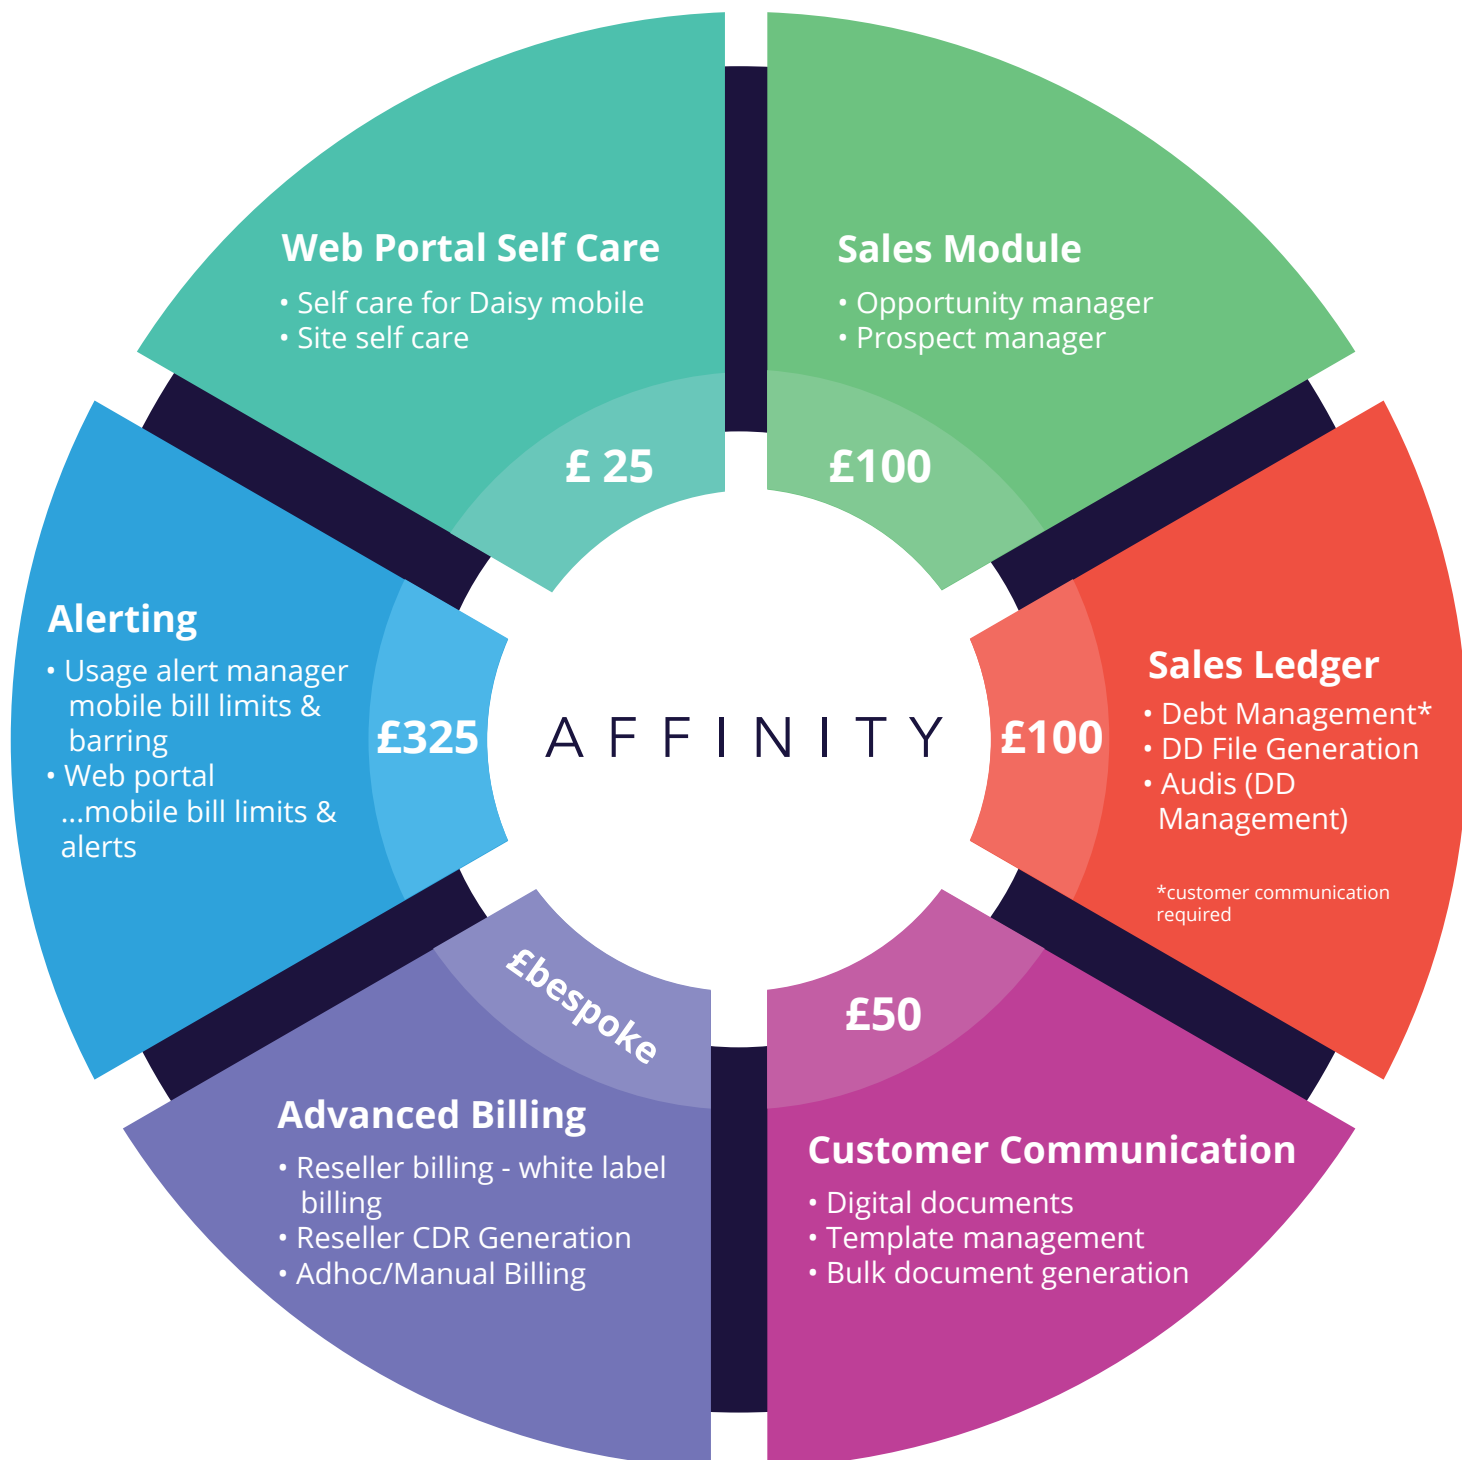 Web Portal Self Care
• Self care for Daisy mobile
• Site self care
£ 25
Sales Module
• Opportunity manager
• Prospect manager
£100
Alerting
• Usage alert manager
mobile bill limits &
barring
• Web portal
...mobile bill limits &
alerts
£325
AFFINITY
£100
Sales Ledger
• Debt Management*
• DD File Generation
• Audis (DD
Management)
*customer communication
required
£bespoke
Advanced Billing
• Reseller billing - white label
billing
• Reseller CDR Generation
• Adhoc/Manual Billing
£50
Customer Communication
• Digital documents
• Template management
• Bulk document generation